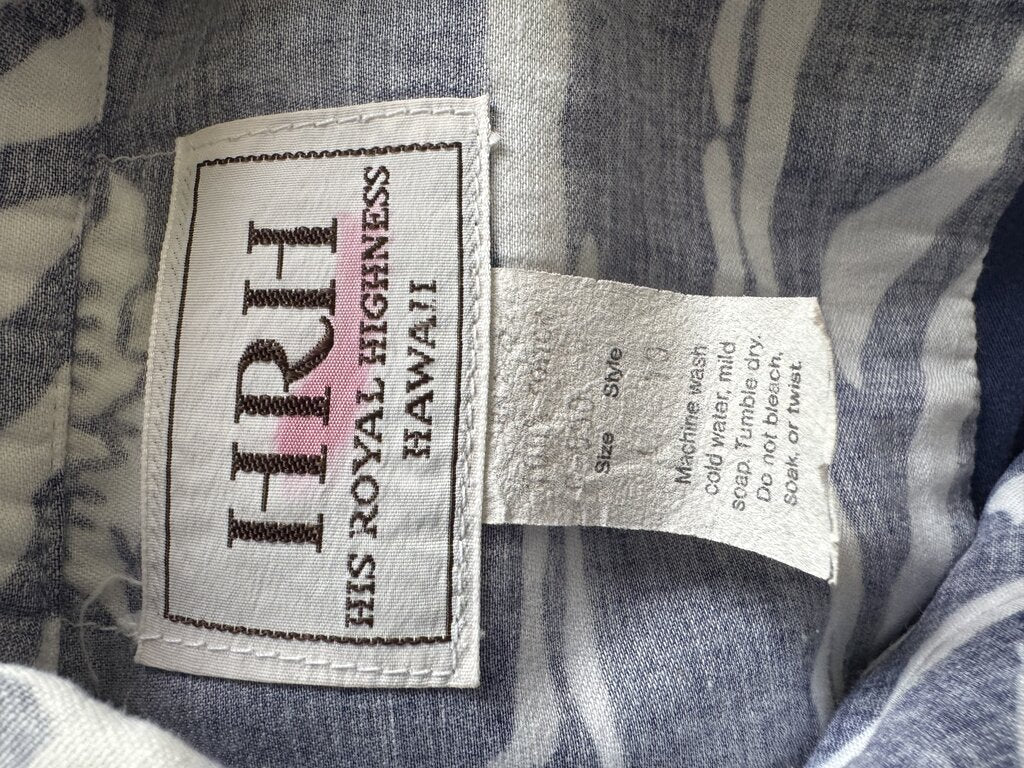 HRH
HIS ROYAL HIGHNESS
HAWAII
Size Style
Machine wash
cold water, mild
soap. Tumble dry.
Do not bleach,
soak, or twist.